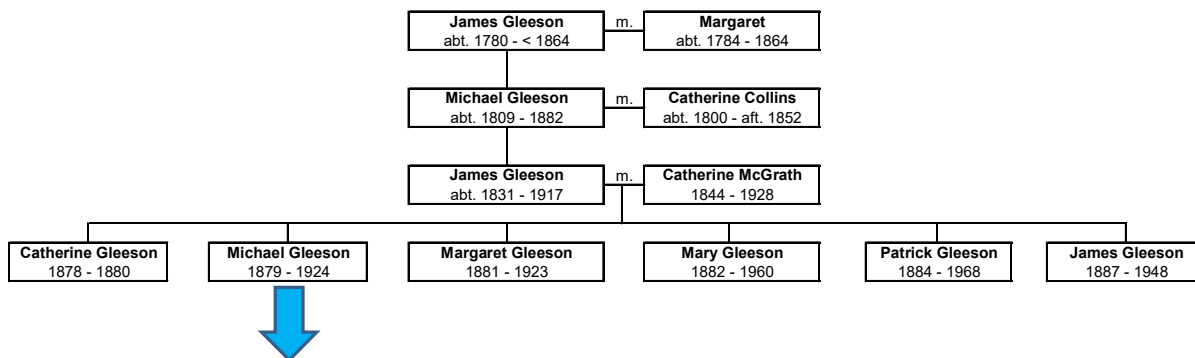 James Gleeson
abt. 1780 - < 1864
m.
Margaret
abt. 1784 - 1864
Michael Gleeson
abt. 1809 - 1882
m.
Catherine Collins
abt. 1800 - aft. 1852
James Gleeson
abt. 1831 - 1917
m.
Catherine McGrath
1844 - 1928
Catherine Gleeson
1878 - 1880
Michael Gleeson
1879 - 1924
Margaret Gleeson
1881 - 1923
Mary Gleeson
1882 - 1960
Patrick Gleeson
1884 - 1968
James Gleeson
1887 - 1948